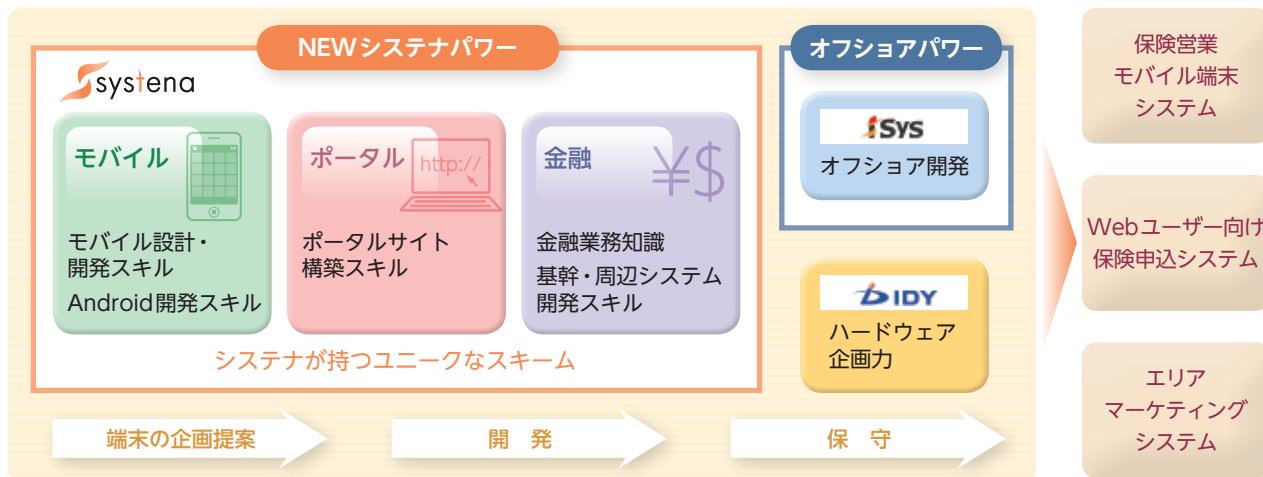 NEWシステナパワー
systena
モバイル
モバイル設計・
開発スキル
Android開発スキル
ポータル
http://
ポータルサイト
構築スキル
金融
¥$
金融業務知識
基幹・周辺システム
開発スキル
システナが持つユニークなスキーム
オフショアパワー
iSys
オフショア開発
IDY
ハードウェア
企画力
端末の企画提案
開 発
保 守
保険営業
モバイル端末
システム
Webユーザー向け
保険申込システム
エリア
マーケティング
システム